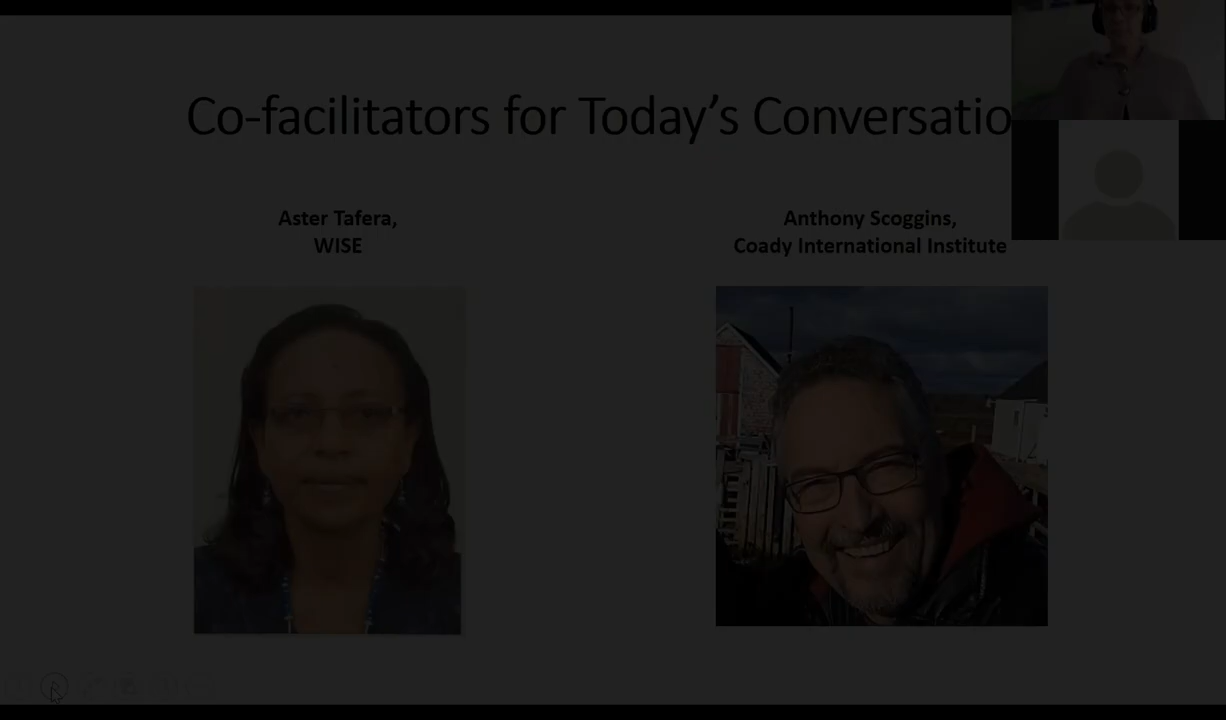 Co-facilitators for Today's Conversatio
Aster Tafera,
WISE
Anthony Scoggins,
Coady International Institute